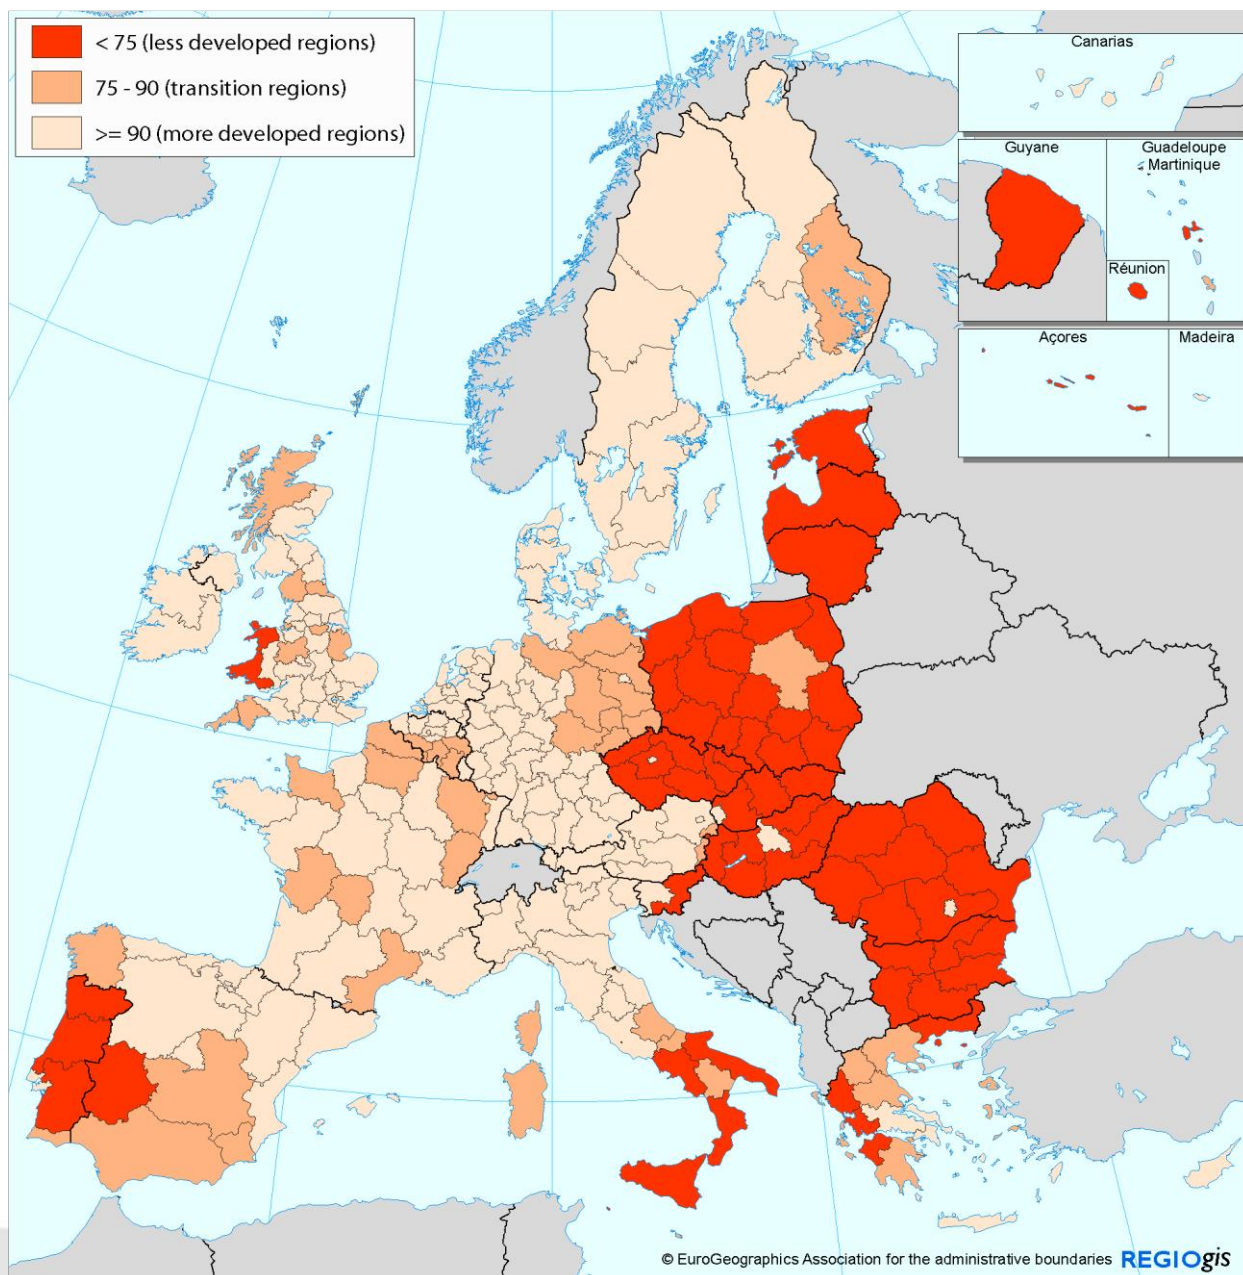 < 75 (less developed regions)
75 - 90 (transition regions)
>= 90 (more developed regions)
Canarias
Guyane
Guadeloupe
Martinique
Réunion
Açores
Madeira
© EuroGeographics Association for the administrative boundaries REGIOgis